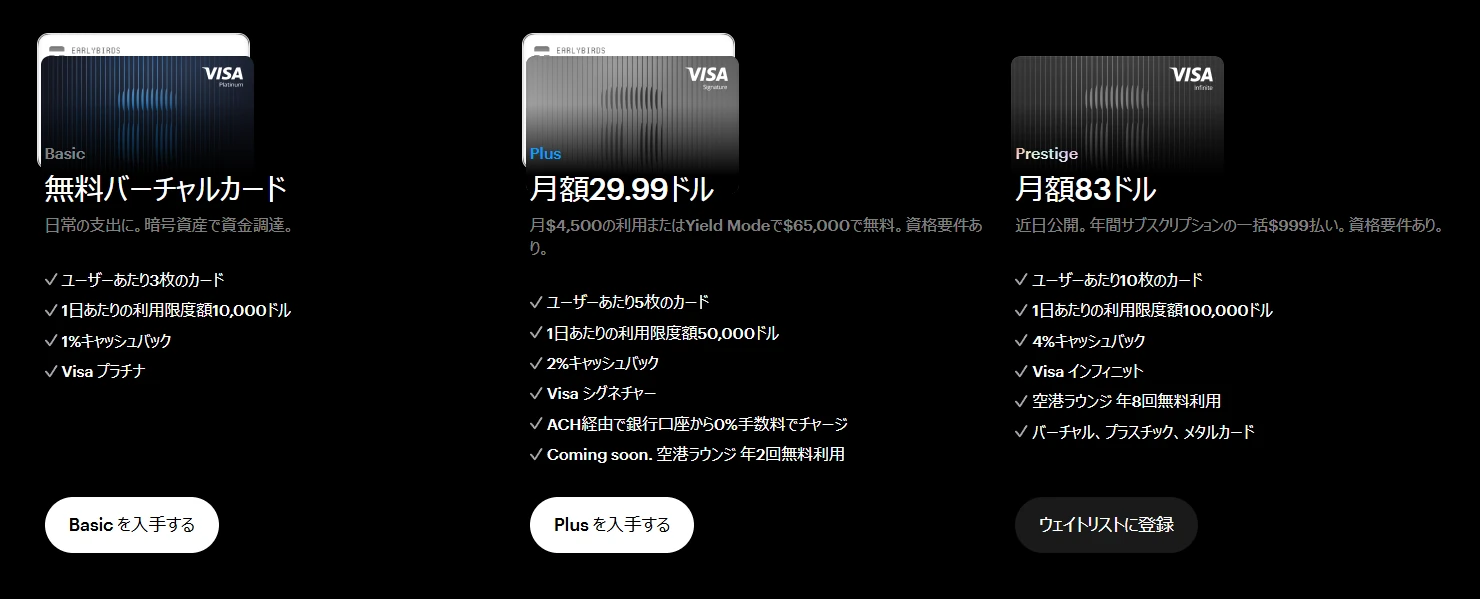 EARLYBIRDS
VISA
Platinum
Basic
無料バーチャルカード
日常の支出に。暗号資産で資金調達。
✓ ユーザーあたり3枚のカード
✓ 1日あたりの利用限度額10,000ドル
✓ 1%キャッシュバック
✓ Visa プラチナ
Basic を入手する
EARLYBIRDS
VISA
Signature
Plus
月額29.99ドル
月$4,500の利用またはYield Modeで$65,000で無料。資格要件あ
り。
✓ ユーザーあたり5枚のカード
✓ 1日あたりの利用限度額50,000ドル
✓ 2%キャッシュバック
✓ Visa シグネチャー
✓ ACH経由で銀行口座から0%手数料でチャージ
✓ Coming soon. 空港ラウンジ 年2回無料利用
Plus を入手する
VISA
Infinite
Prestige
月額83ドル
近日公開。年間サブスクリプションの一括$999払い。資格要件あり。
✓ ユーザーあたり10枚のカード
✓ 1日あたりの利用限度額100,000ドル
✓ 4%キャッシュバック
✓ Visa インフィニット
✓ 空港ラウンジ 年8回無料利用
✓ バーチャル、プラスチック、メタルカード
ウェイトリストに登録